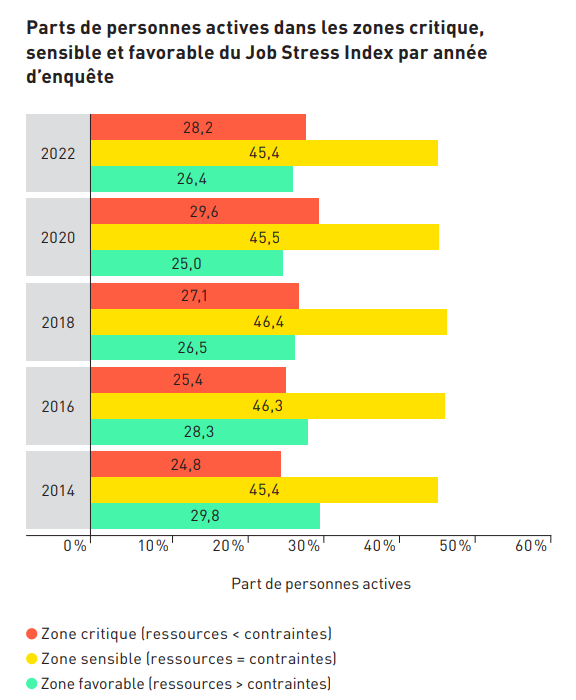 Parts de personnes actives dans les zones critique,
sensible et favorable du Job Stress Index par année
d’enquête
28,2
2022
45,4
26,4
29,6
2020
45,5
25,0
27,1
2018
46,4
26,5
25,4
2016
46,3
28,3
24,8
2014
45,4
29,8
0% 10% 20% 30% 40% 50% 60%
Part de personnes actives
Zone critique (ressources < contraintes)
Zone sensible (ressources = contraintes)
Zone favorable (ressources > contraintes)